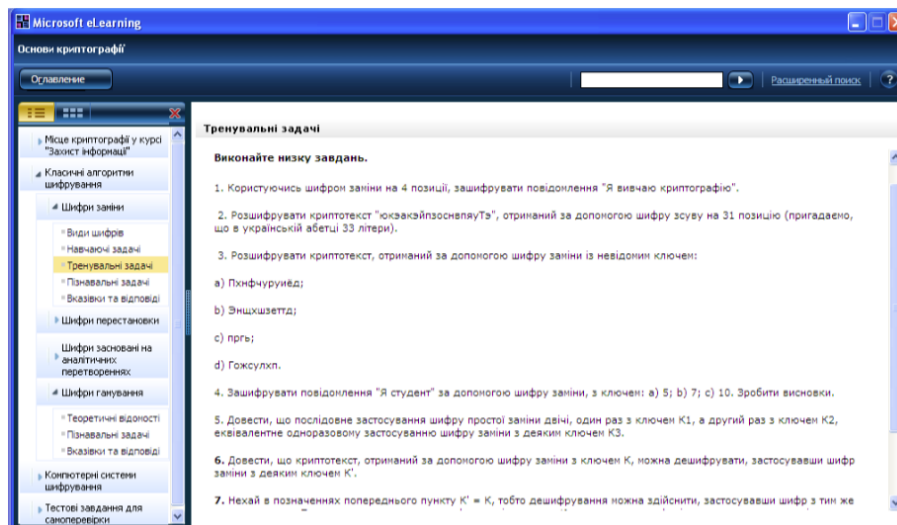 Microsoft eLearning
Основи криптографії
Оглавление
Расширенный поиск
?
Місце криптографії у курсі
"Захист інформації"
Класичні алгоритми
шифрування
Шифри заміни
Види шифрів
Навчаючі задачі
Тренувальні задачі
Пізнавальні задачі
Вказівки та відповіді
Шифри перестановки
Шифри засновані на
аналітичних
перетвореннях
Шифри гамування
Теоретичні відомості
Пізнавальні задачі
Вказівки та відповіді
Комп'ютерні системи
шифрування
Тестові завдання для
самоперевірки
Тренувальні задачі
Виконайте низку завдань.
1. Користуючись шифром заміни на 4 позиції, зашифрувати повідомлення "Я вивчаю криптографію".
2. Розшифрувати криптотекст "юкэакэйпзоснвпяуТэ", отриманий за допомогою шифру зсуву на 31 позицію (пригадаємо,
що в українській абетці 33 літери).
3. Розшифрувати криптотекст, отриманий за допомогою шифру заміни із невідомим ключем:
a) Пхнфчуруиёд;
b) Энщхшзеттд;
c) пргь;
d) Гожсулхп.
4. Зашифрувати повідомлення "Я студент" за допомогою шифру заміни, з ключем: a) 5; b) 7; c) 10. Зробити висновки.
5. Довести, що послідовне застосування шифру простої заміни двічі, один раз з ключем К1, а другий раз з ключем К2,
еквівалентне одноразовому застосуванню шифру заміни з деяким ключем К3.
6. Довести, що криптотекст, отриманий за допомогою шифру заміни з ключем К, можна дешифрувати, застосувавши шифр
заміни з деяким ключем К'.
7. Нехай в позначеннях попереднього пункту К' = К, тобто дешифрування можна здійснити, застосувавши шифр з тим же